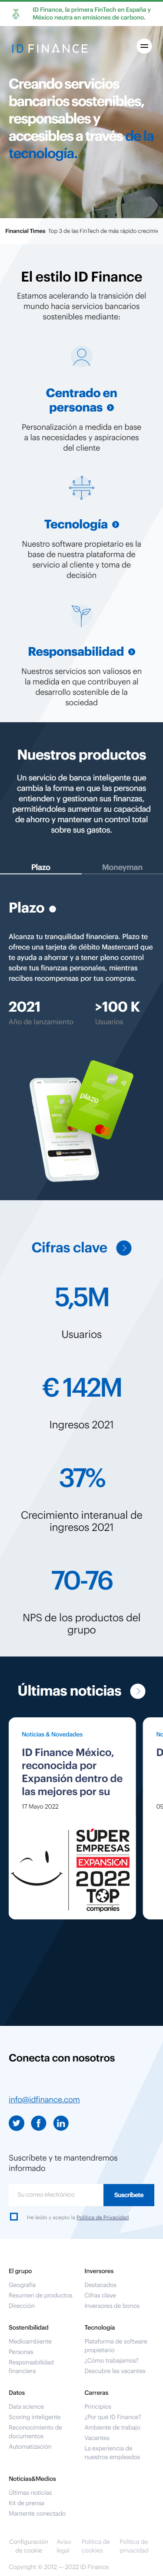 ID Finance, la primera FinTech en España y
México neutra en emisiones de carbono.
ID FINANCE
Creando servicios
bancarios sostenibles,
responsables y
accesibles a través de la
tecnología.
Financial Times Top 3 de las FinTech de más rápido crecimie
El estilo ID Finance
Estamos acelerando la transición del
mundo hacia servicios bancarios
sostenibles mediante:
Centrado en
personas
Personalización a medida en base
a las necesidades y aspiraciones
del cliente
Tecnología
Nuestro software propietario es la
base de nuestra plataforma de
servicio al cliente y toma de
decisión
Responsabilidad
Nuestros servicios son valiosos en
la medida en que contribuyen al
desarrollo sostenible de la
sociedad
Nuestros productos
Un servicio de banca inteligente que
cambia la forma en que las personas
entienden y gestionan sus finanzas,
permitiéndoles aumentar su capacidad
de ahorro y mantener un control total
sobre sus gastos.
Plazo
Moneyman
Plazo
Alcanza tu tranquilidad financiera. Plazo te
ofrece una tarjeta de débito Mastercard que
te ayuda a ahorrar y a tener pleno control
sobre tus finanzas personales, mientras
recibes recompensas por tus compras.
2021
>100 K
Año de lanzamiento
Usuarios
plazo
plazo
Cifras clave
5,5M
Usuarios
€ 142M
Ingresos 2021
37%
Crecimiento interanual de
ingresos 2021
70-76
NPS de los productos del
grupo
Últimas noticias
Noticias & Novedades
ID Finance México,
reconocida por
Expansión dentro de
las mejores por su
17 Mayo 2022
SÚPER
EMPRESAS
EXPANSIÓN
2022
TOP
companies
No
D
09
Conecta con nosotros
info@idfinance.com
Suscríbete y te mantendremos
informado
Su correo electrónico
Suscríbete
He leído y acepto la Política de Privacidad
El grupo
Geografía
Resumen de productos
Dirección
Inversores
Destacados
Cifras clave
Inversores de bonos
Sostenibilidad
Medioambiente
Personas
Responsabilidad
financiera
Tecnología
Plataforma de software
propietario
¿Cómo trabajamos?
Descubre las vacantes
Datos
Data science
Scoring inteligente
Reconocimiento de
documentos
Automatización
Carreras
Principios
¿Por qué ID Finance?
Ambiente de trabajo
Vacantes
La experiencia de
nuestros empleados
Noticias&Medios
Últimas noticias
Kit de prensa
Mantente conectado
Configuración
de cookie
Aviso
legal
Política de
cookies
Política de
privacidad
Copyright © 2012 — 2022 ID Finance